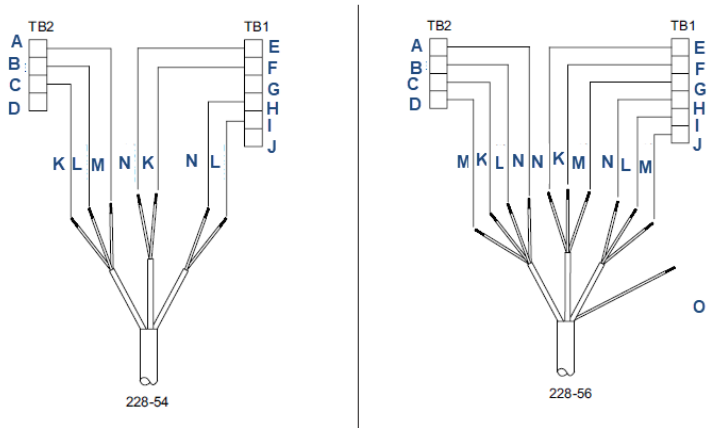 TB2 TB1
A E
B F
C G
D H
I
J
K L M N K N L
228-54
TB2 TB1
A E
B F
C G
D H
I
J
M K L N N K M N L M
O
228-56